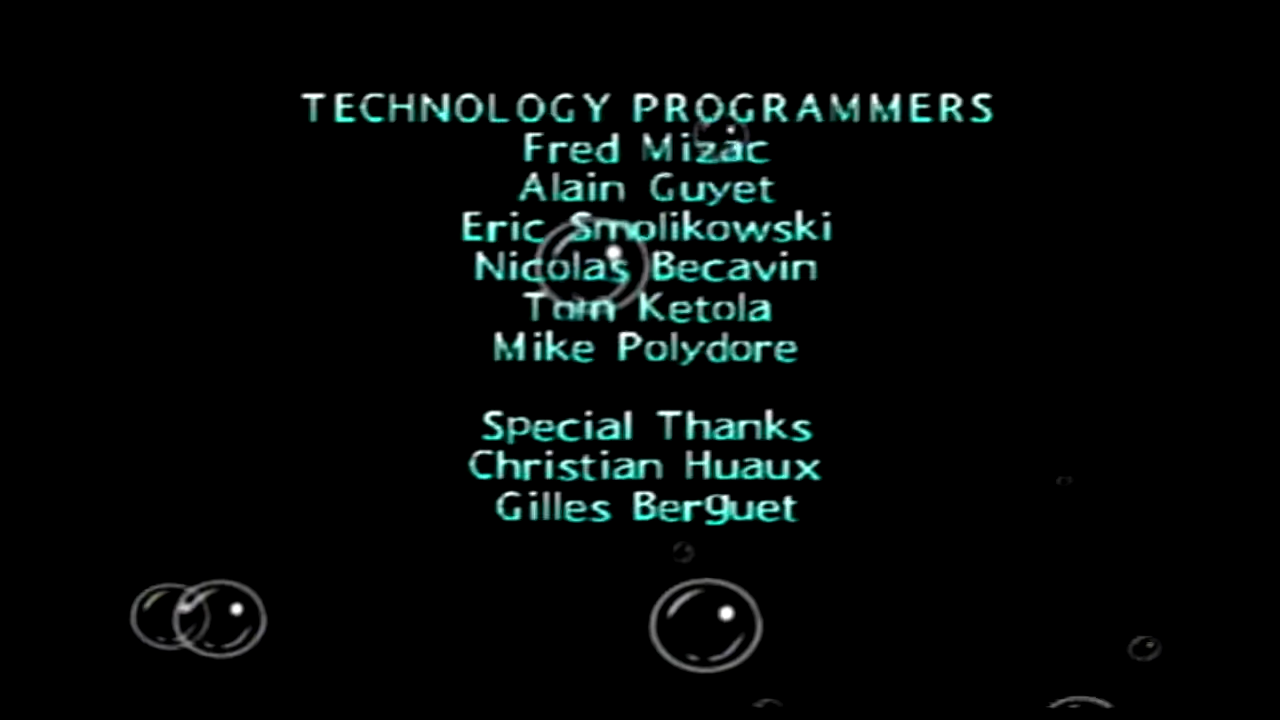 TECHNOLOGY PROGRAMMERS
Fred Mizac
Alain Guyet
Eric Smolikowski
Nicolas Becavin
Tom Ketola
Mike Polydore
Special Thanks
Christian Huaux
Gilles Berguet